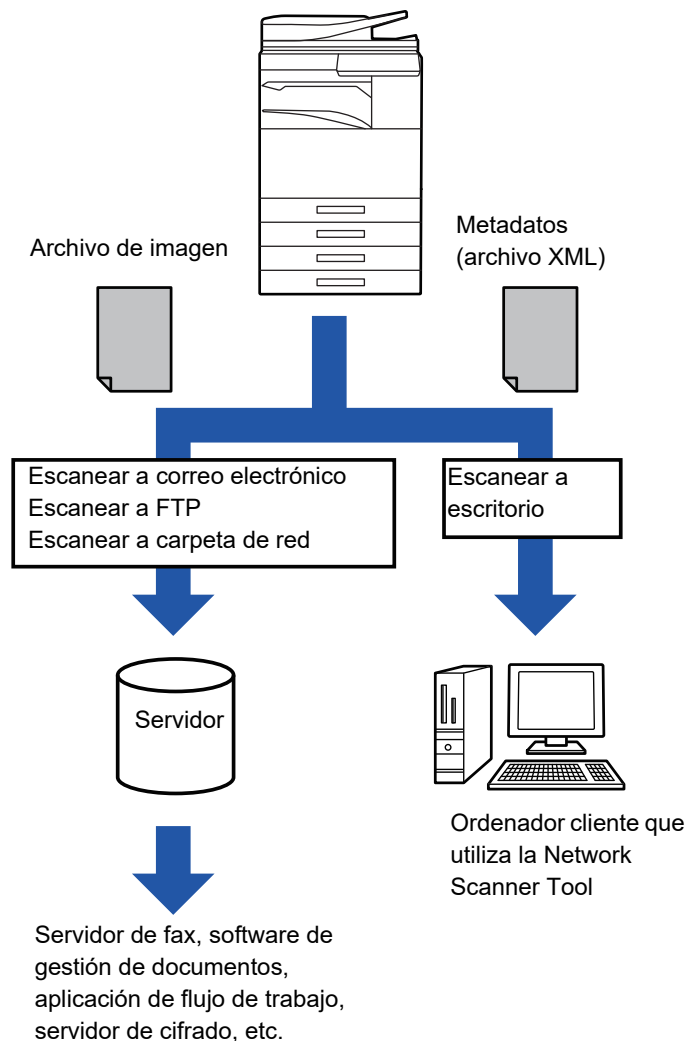 Archivo de imagen
Metadatos
(archivo XML)
Escanear a correo electrónico
Escanear a FTP
Escanear a carpeta de red
Escanear a
escritorio
Servidor
Ordenador cliente que
utiliza la Network
Scanner Tool
Servidor de fax, software de
gestión de documentos,
aplicación de flujo de trabajo,
servidor de cifrado, etc.